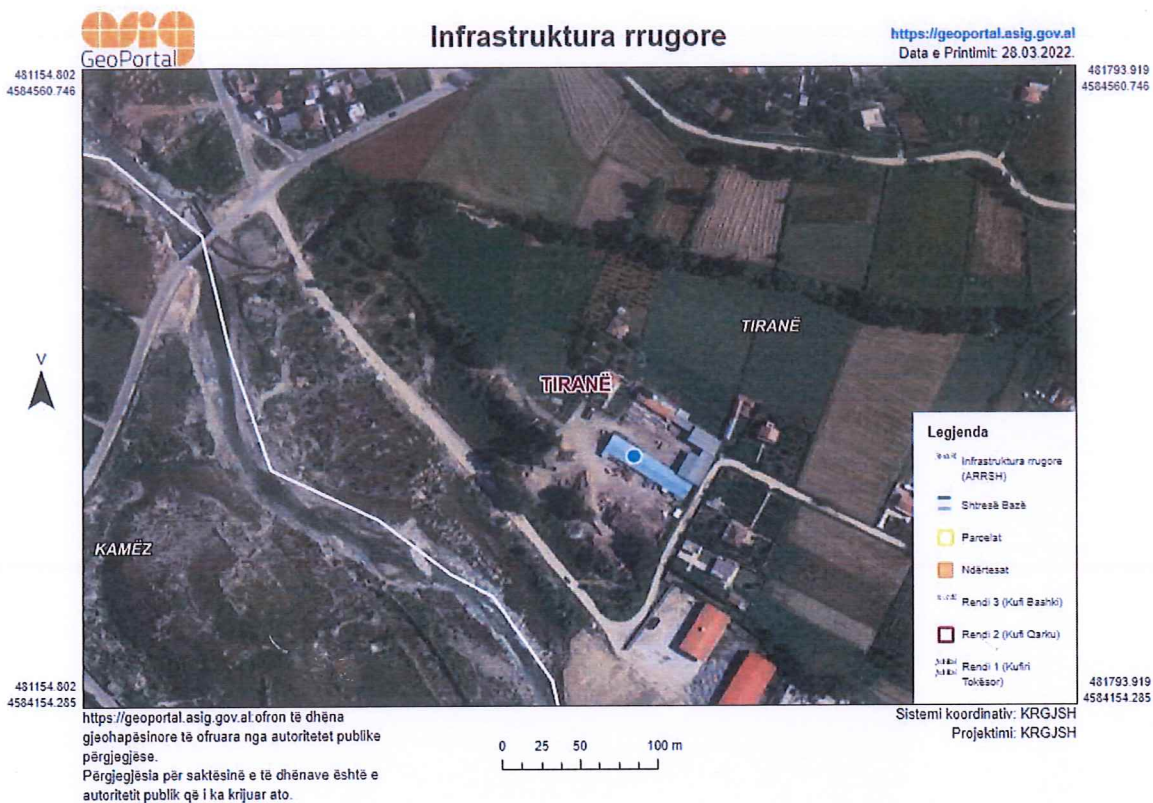 asig
GeoPortal
Infrastruktura rrugore
https://geoportal.asig.gov.al
Data e Printimit: 28.03.2022.
481154.802
4584560.746
481793.919
4584560.746
V
TIRANË
TIRANË
KAMËZ
Legjenda
Infrastruktura rrugore
(ARRSH)
Shtresë Bazë
Parcelat
Ndërtesat
Rendi 3 (Kufi Bashki)
Rendi 2 (Kufi Qarku)
Rendi 1 (Kufiri
Tokësor)
481154.802
4584154.285
481793.919
4584154.285
https://geoportal.asig.gov.al:ofron të dhëna
gjeohapësinore të ofruara nga autoritetet publike
përgjegjëse.
Përgjegjësia për saktësinë e të dhënave është e
autoritetit publik që i ka krijuar ato.
0 25 50 100 m
Sistemi koordinativ: KRGJSH
Projektimi: KRGJSH